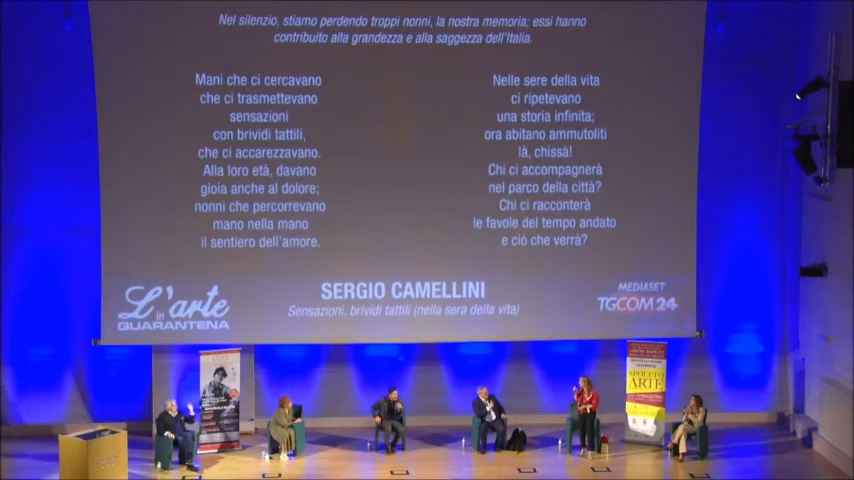 Nel silenzio, stiamo perdendo troppi nonni, la nostra memoria; essi hanno
contribuito alla grandezza e alla saggezza dell'Italia.
Mani che ci cercavano
che ci trasmettevano
sensazioni
con brividi tattili,
che ci accarezzavano.
Alla loro età, davano
gioia anche al dolore;
nonni che percorrevano
mano nella mano
il sentiero dell'amore.
Nelle sere della vita
ci ripetevano
una storia infinita;
ora abitano ammutoliti
là, chissà!
Chi ci accompagnerà
nel parco della città?
Chi ci racconterà
le favole del tempo andato
e ciò che verrà?
L'arte
in
QUARANTENA
SERGIO CAMELLINI
Sensazioni, brividi tattili (nella sera della vita)
MEDIASET
TGCOM 24
SPOLETO
ARTE